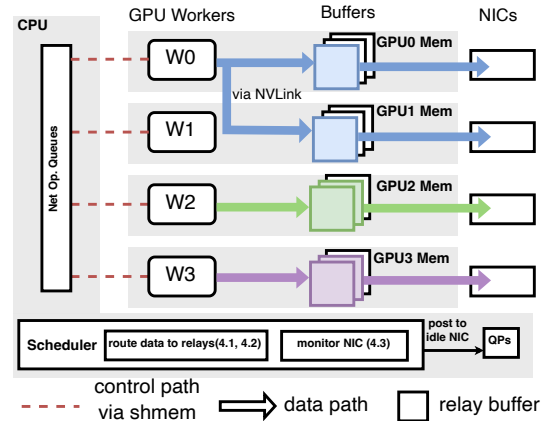 CPU
GPU Workers
Buffers
NICs
Net Op. Queues
W0
GPU0 Mem
via NVLink
W1
GPU1 Mem
W2
GPU2 Mem
W3
GPU3 Mem
Scheduler
route data to relays(4.1, 4.2)
monitor NIC (4.3)
post to
idle NIC
QPs
control path
via shmem
data path
relay buffer